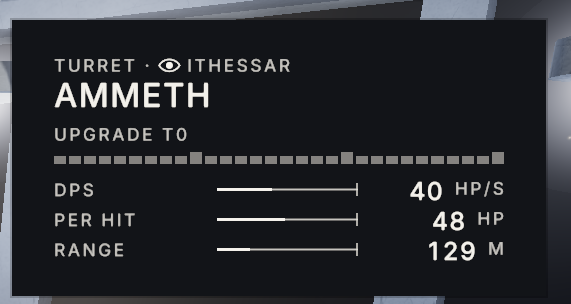 TURRET · ITHESSAR
AMMETH
UPGRADE T0
DPS 40 HP/S
PER HIT 48 HP
RANGE 129 M